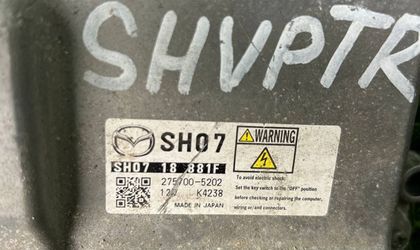 SHVPTR
SH07
SH07 18 881F
275700-5202
12V K4238
MADE IN JAPAN
WARNING
To avoid electric shock:
Set the key switch to the "OFF" position
before checking or repairing the computer,
wiring or/and connectors.